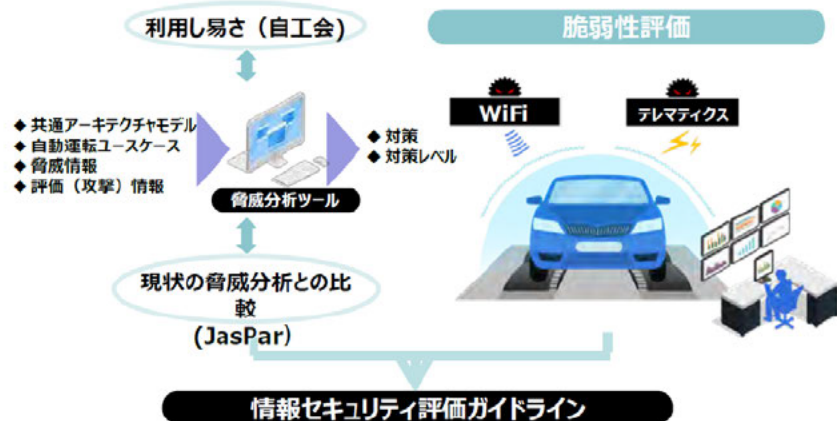 利用し易さ（自工会)
脆弱性評価
◆ 共通アーキテクチャモデル
◆ 自動運転ユースケース
◆ 脅威情報
◆ 評価（攻撃）情報
脅威分析ツール
◆ 対策
◆ 対策レベル
WiFi
テレマティクス
現状の脅威分析との比
較
(JasPar)
情報セキュリティ評価ガイドライン